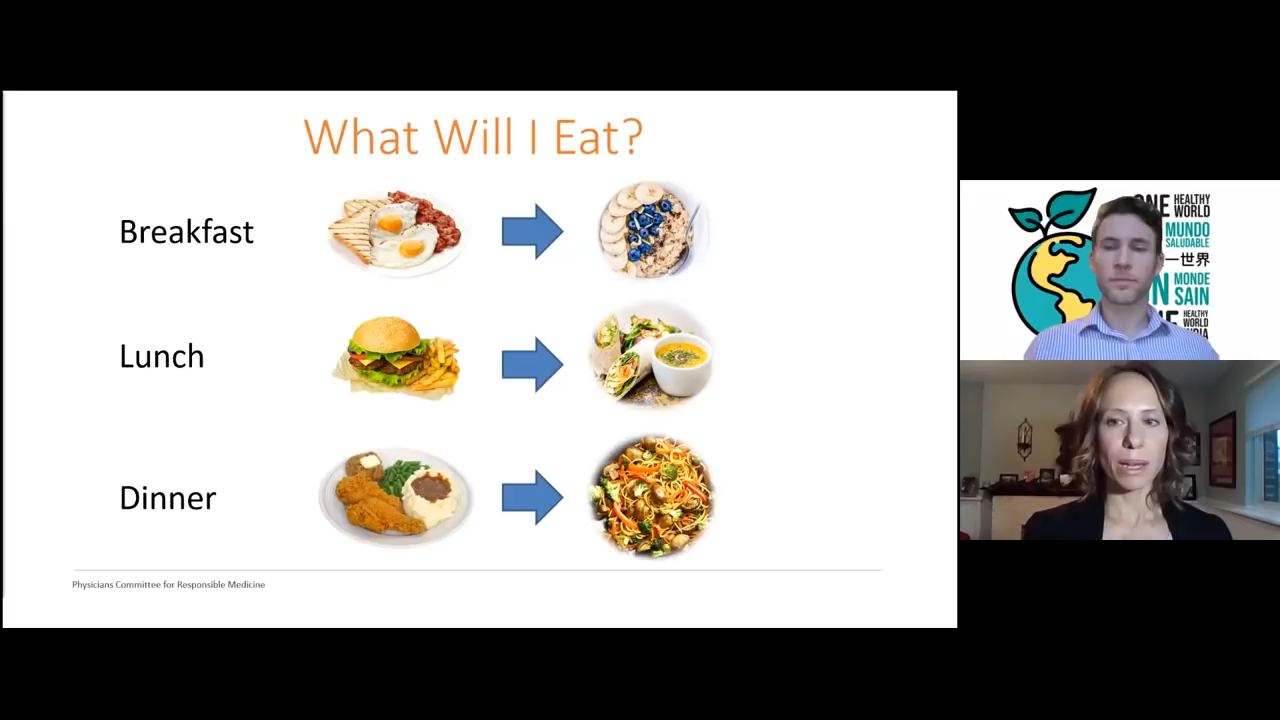 What Will I Eat?
Breakfast
Lunch
Dinner
Physicians Committee for Responsible Medicine
HEALTHY
WORLD
MUNDO
SALUDABLE
一世界
MONDE
SAIN
HEALTHY
WORLD